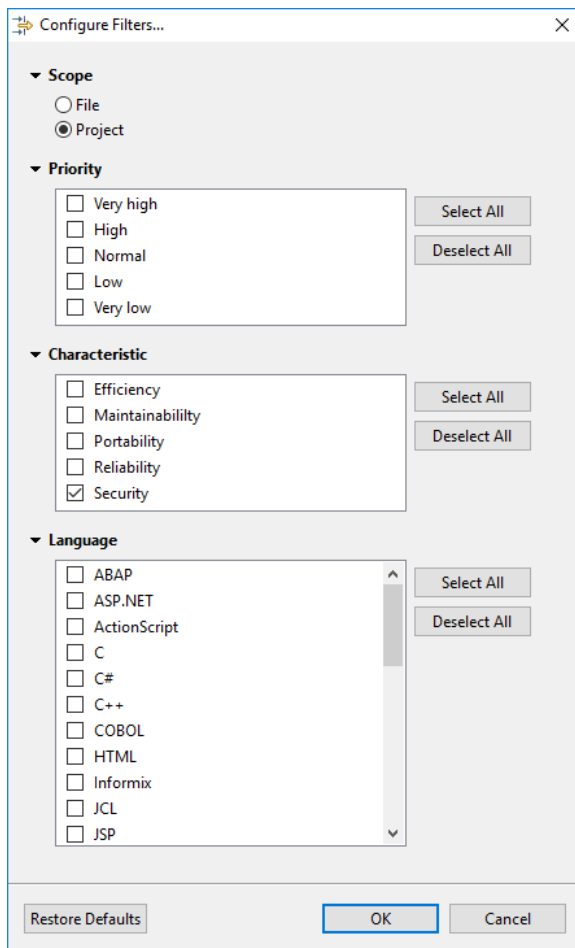 Configure Filters...
Scope
File
Project
Priority
Very high
High
Normal
Low
Very low
Select All
Deselect All
Characteristic
Efficiency
Maintainabililty
Portability
Reliability
Security
Select All
Deselect All
Language
ABAP
ASP.NET
ActionScript
C
C#
C++
COBOL
HTML
Informix
JCL
JSP
Select All
Deselect All
Restore Defaults
OK
Cancel